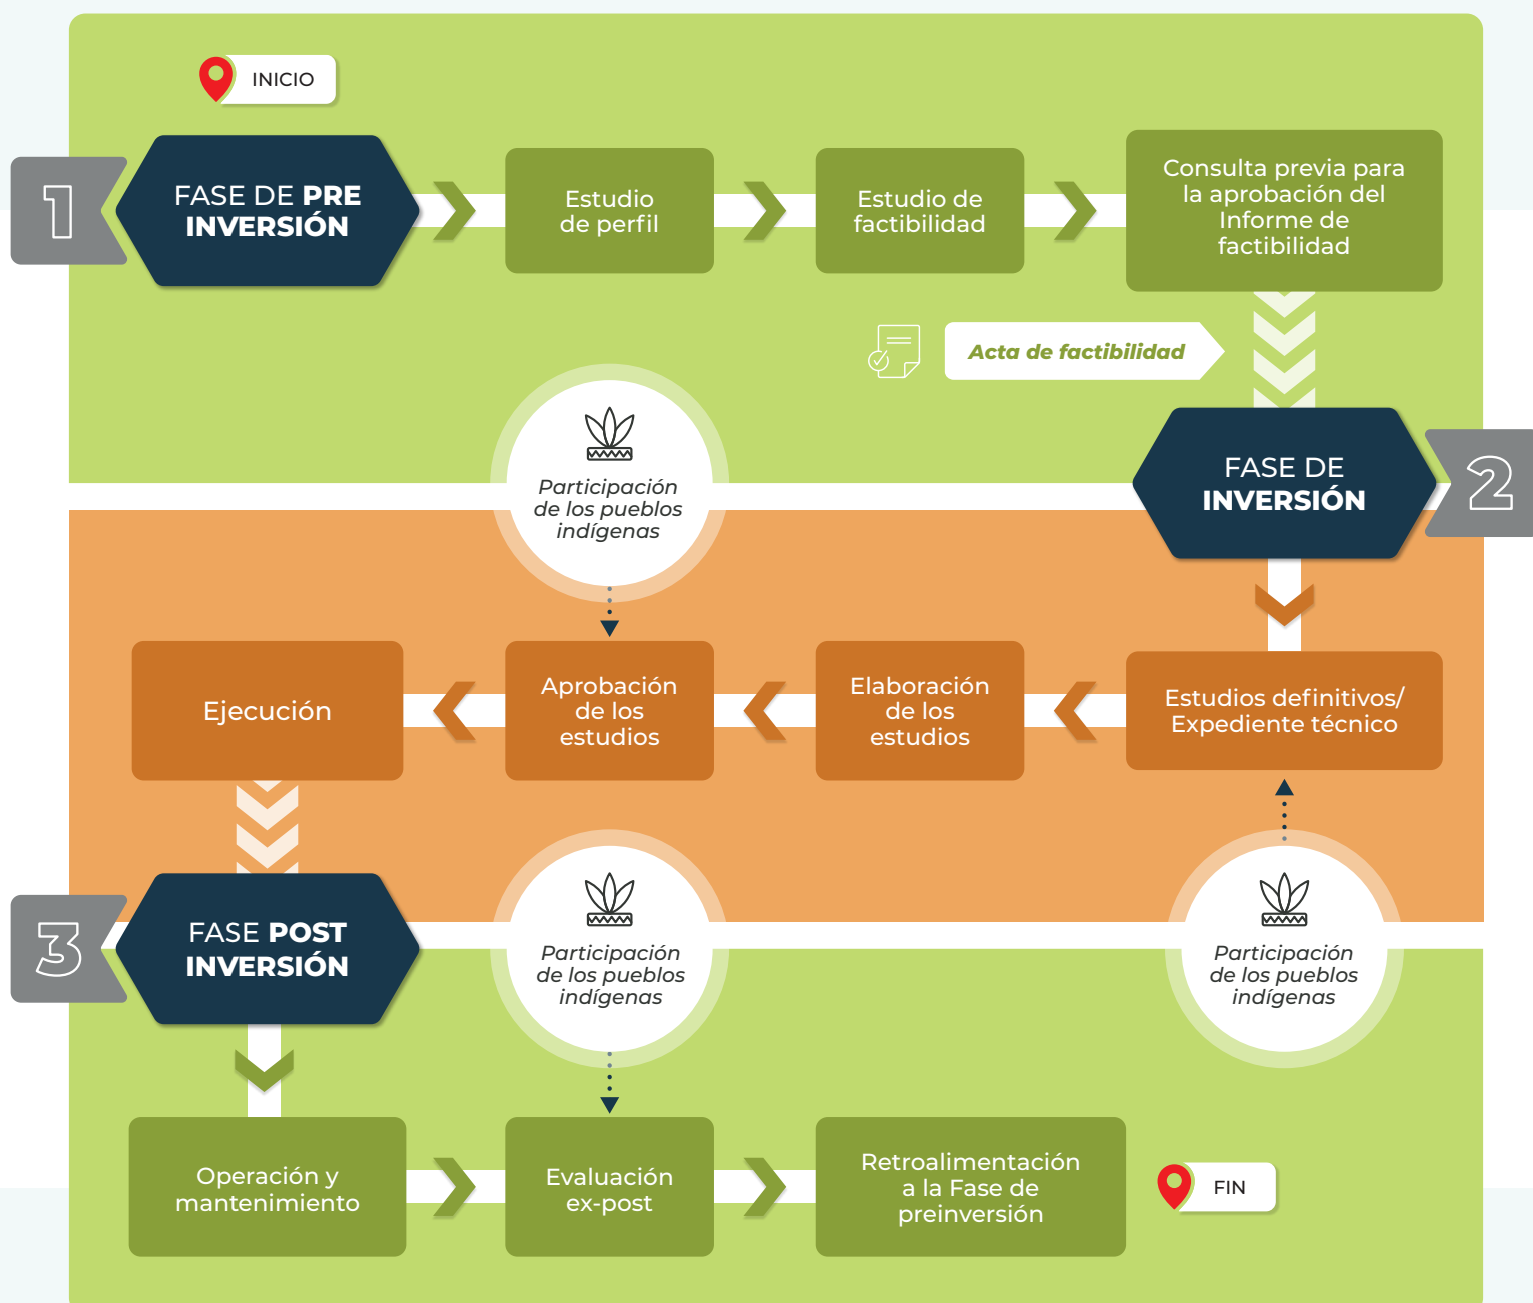 INICIO
1
FASE DE PRE
INVERSIÓN
Estudio
de perfil
Estudio de
factibilidad
Consulta previa para
la aprobación del
Informe de
factibilidad
Acta de factibilidad
2
FASE DE
INVERSIÓN
Participación
de los pueblos
indígenas
Estudios definitivos/
Expediente técnico
Elaboración
de los
estudios
Aprobación
de los
estudios
Ejecución
3
FASE POST
INVERSIÓN
Participación
de los pueblos
indígenas
Participación
de los pueblos
indígenas
Operación y
mantenimiento
Evaluación
ex-post
Retroalimentación
a la Fase de
preinversión
FIN